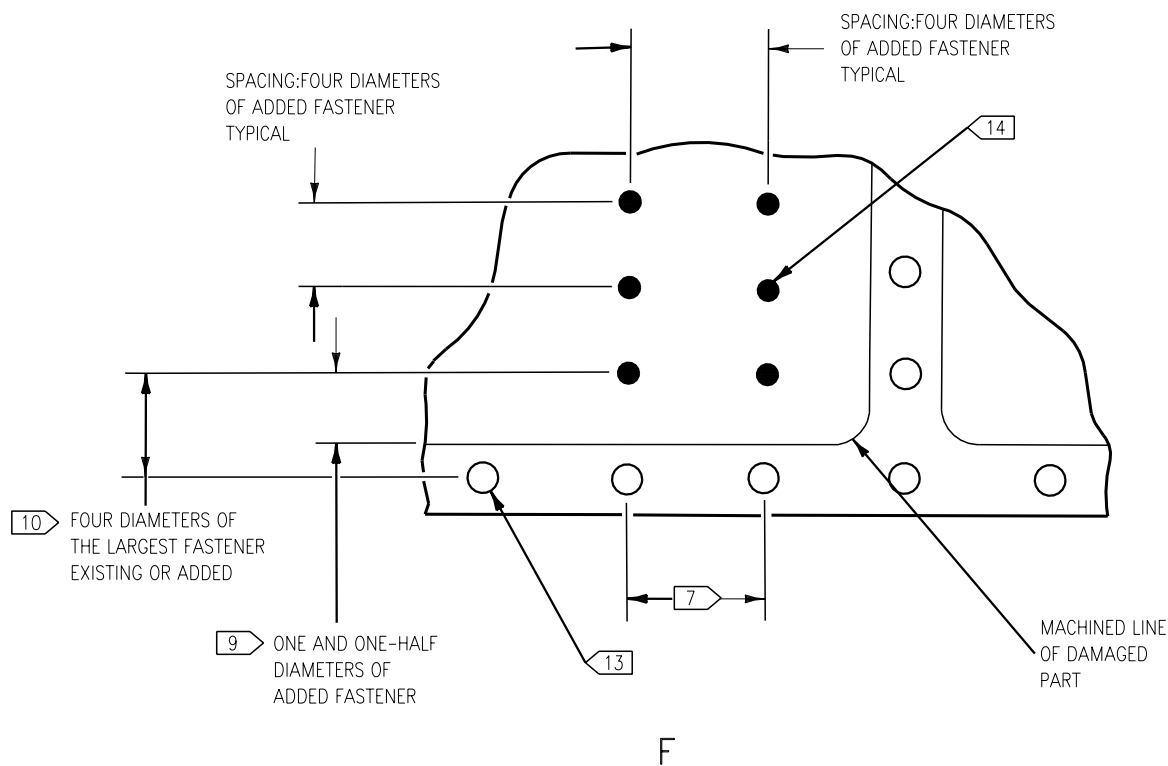 SPACING:FOUR DIAMETERS
OF ADDED FASTENER
TYPICAL
SPACING:FOUR DIAMETERS
OF ADDED FASTENER
TYPICAL
14
10
FOUR DIAMETERS OF
THE LARGEST FASTENER
EXISTING OR ADDED
7
9
ONE AND ONE-HALF
DIAMETERS OF
ADDED FASTENER
13
MACHINED LINE
OF DAMAGED
PART
F